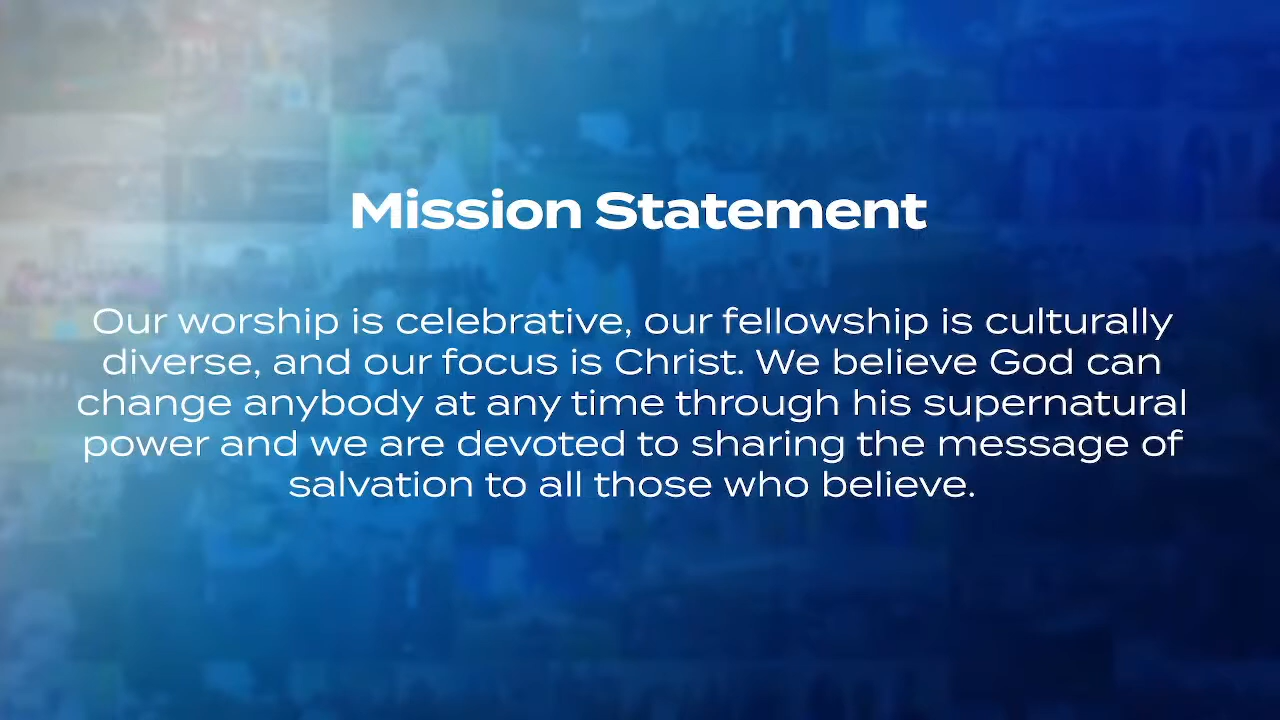 Mission Statement
Our worship is celebrative, our fellowship is culturally
diverse, and our focus is Christ. We believe God can
change anybody at any time through his supernatural
power and we are devoted to sharing the message of
salvation to all those who believe.